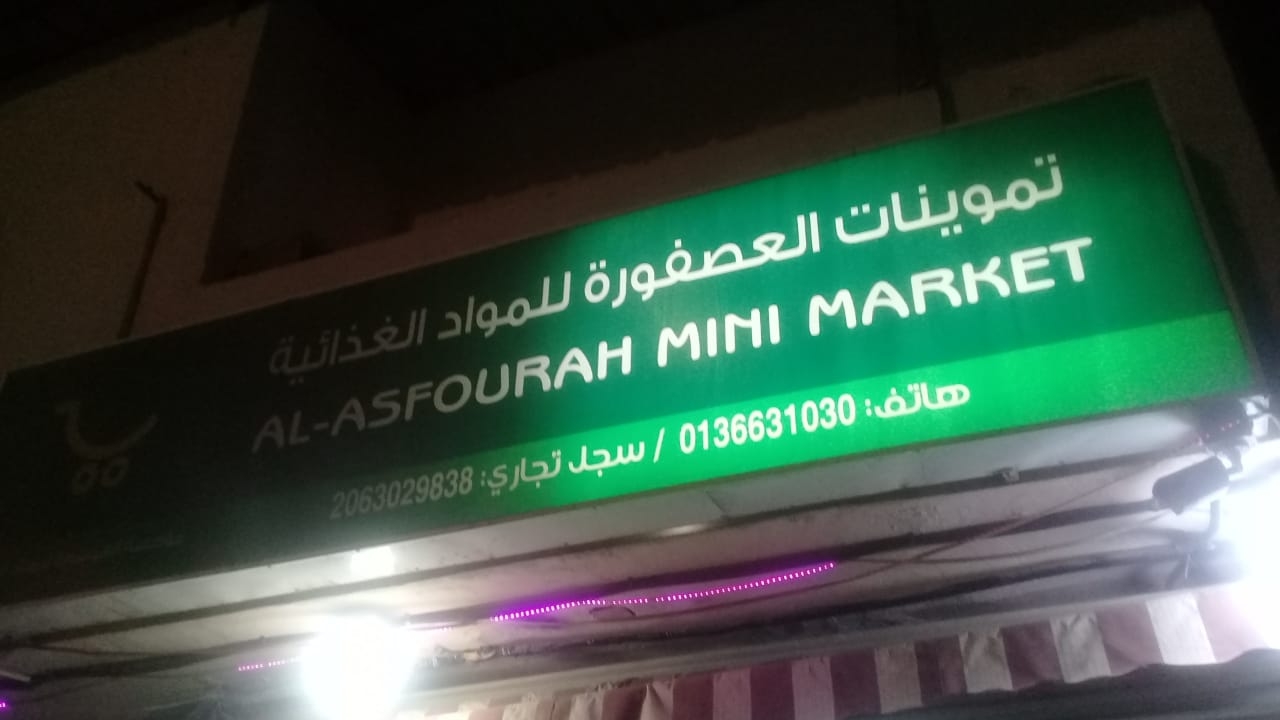 تموينات العصفورة للمواد الغذائية
AL-ASFOURAH MINI MARKET
هاتف: 0136631030 / سجل تجاري: 2063029838